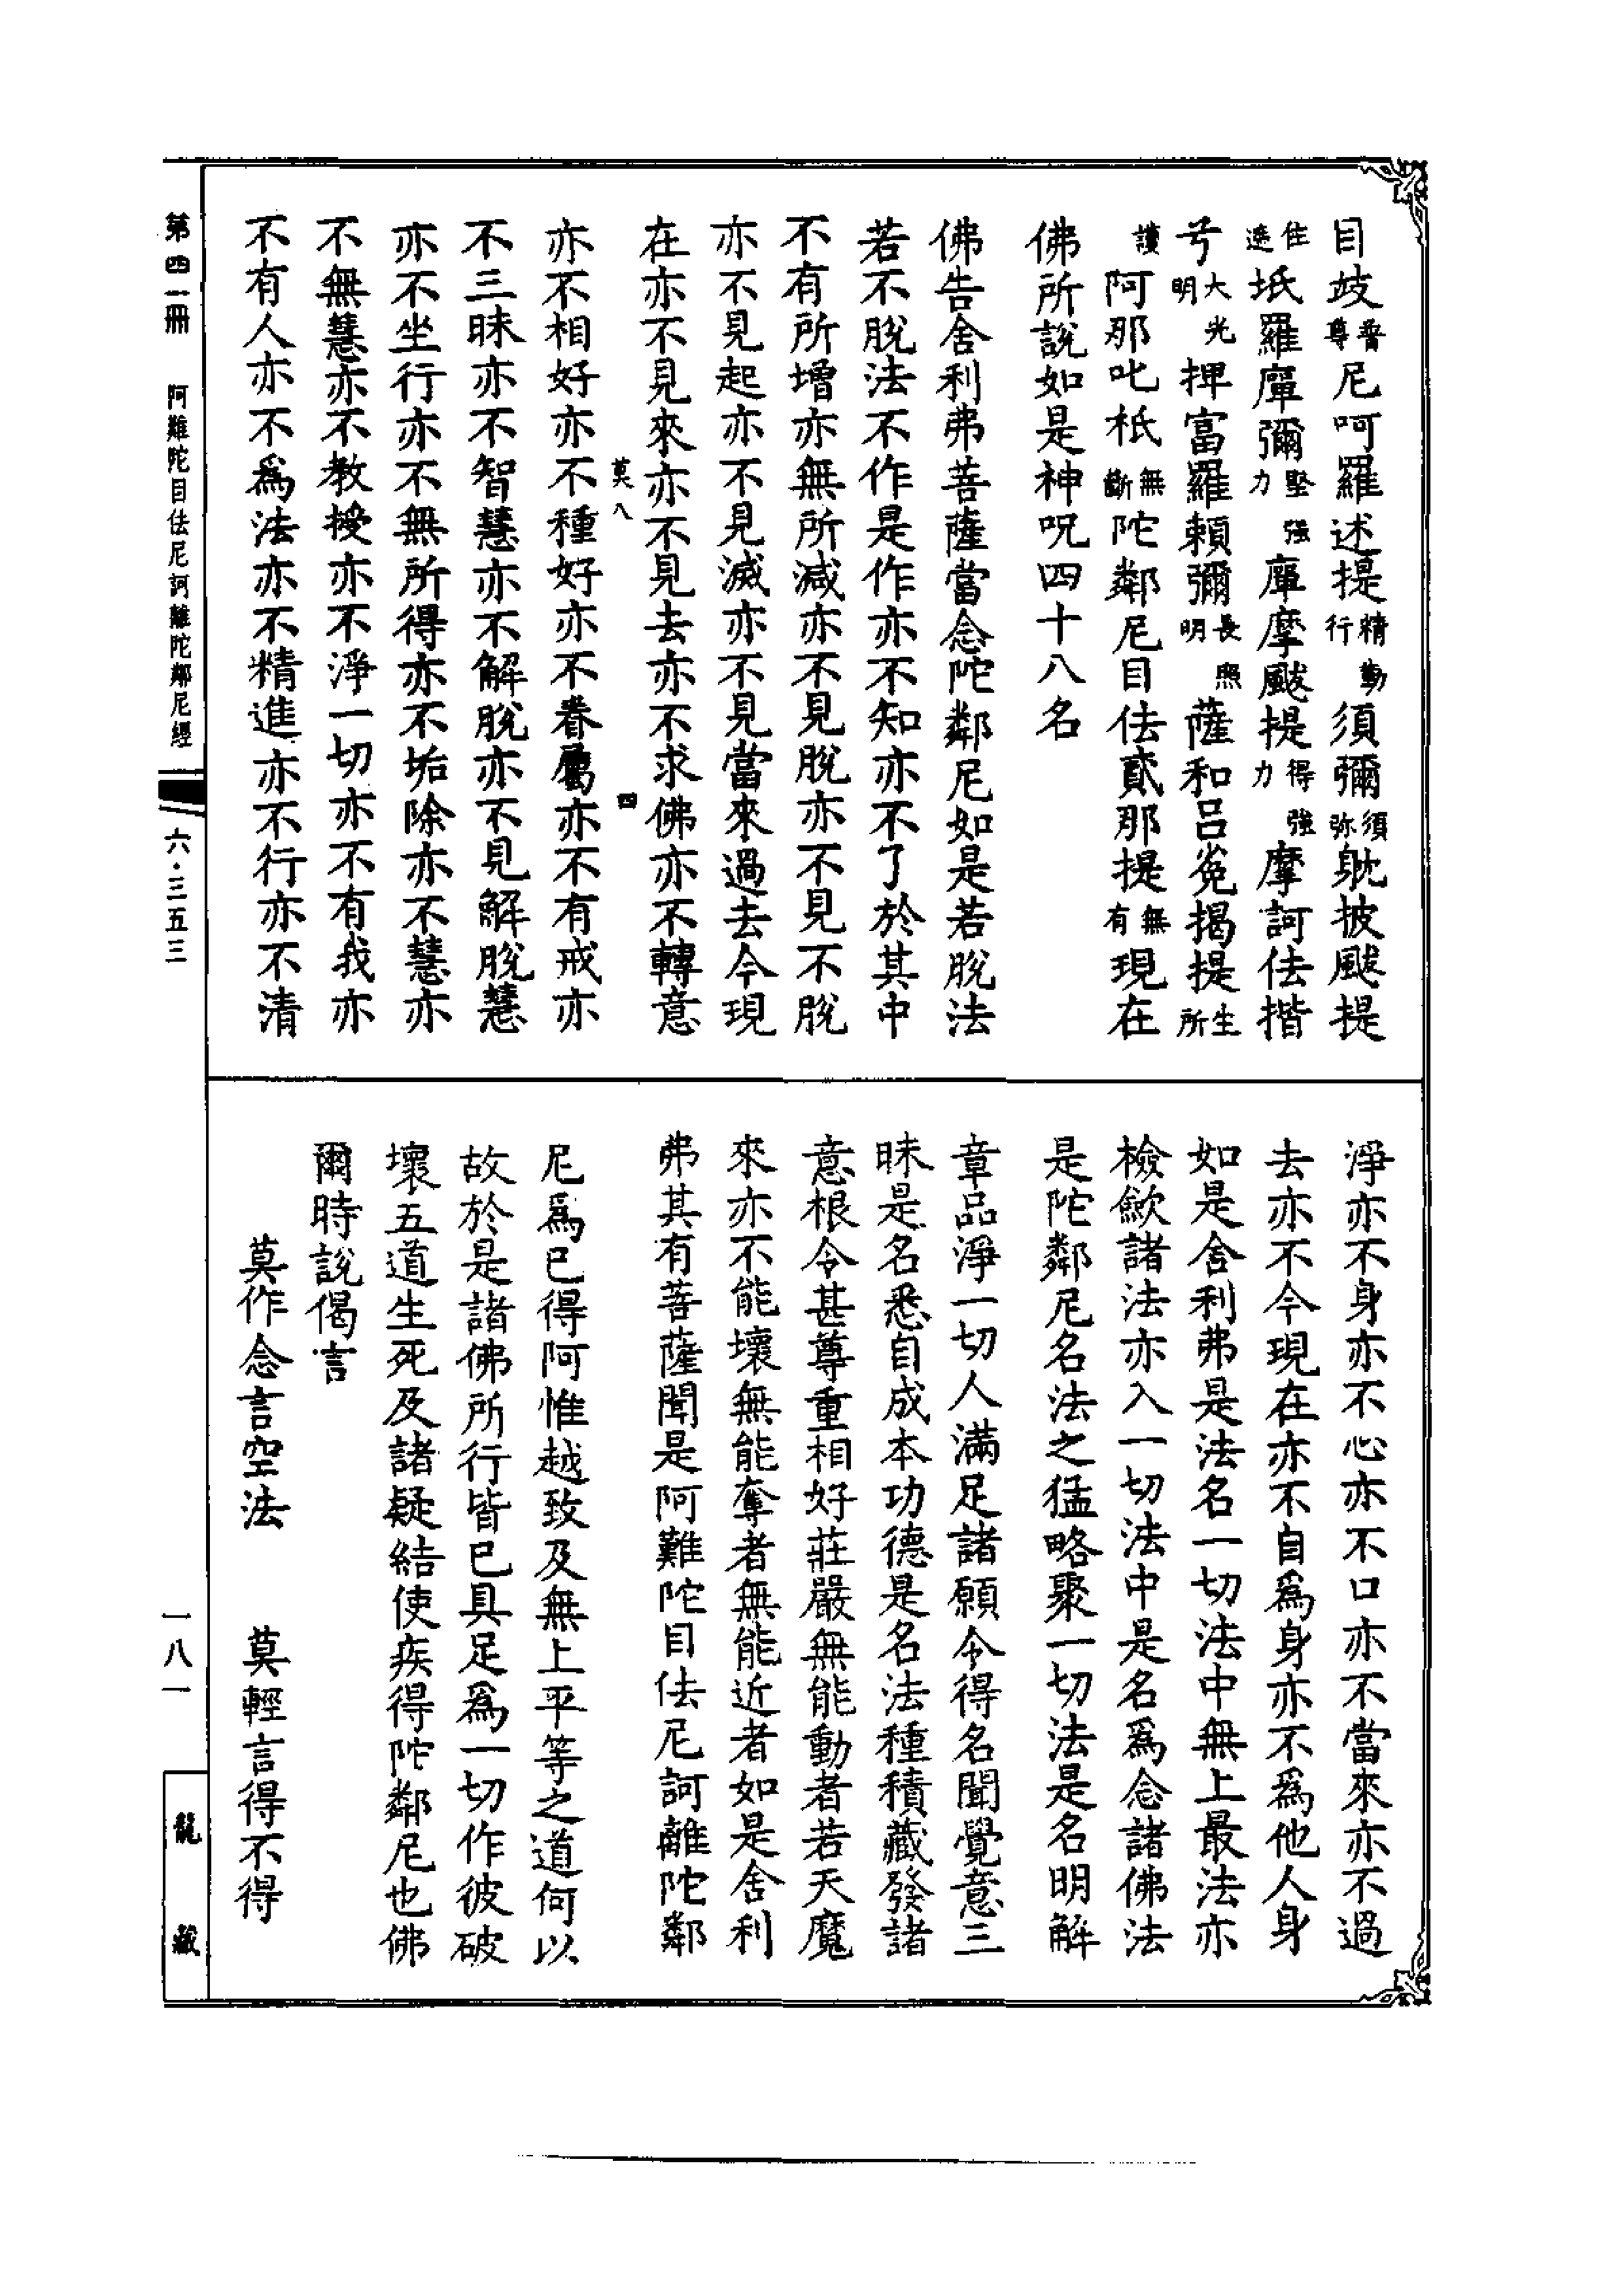 目歧普尊尼呵羅述提精動行須彌須弥躭披颰提
住遠坻羅犀彌堅強力犀摩颰提得強力摩訶佉揩
兮大光明押富羅賴彌長照明薩和呂㝹揭提生所
護阿那叱柢無斷陀鄰尼目佉貳那提無有現在
佛所說如是神呪四十八名
佛告舍利弗菩薩當念陀鄰尼如是若脫法
若不脫法不作是作亦不知亦不了於其中
不有所增亦無所減亦不見脫亦不見不脫
亦不見起亦不見滅亦不見當來過去今現
在亦不見來亦不見去亦不求佛亦不轉意
莫八 四
亦不相好亦不種好亦不眷屬亦不有戒亦
不三昧亦不智慧亦不解脫亦不見解脫慧
亦不坐行亦不無所得亦不垢除亦不慧亦
不無慧亦不教授亦不淨一切亦不有我亦
不有人亦不爲法亦不精進亦不行亦不清
淨亦不身亦不心亦不口亦不當來亦不過
去亦不今現在亦不自爲身亦不爲他人身
如是舍利弗是法名一切法中無上最法亦
檢歛諸法亦入一切法中是名爲念諸佛法
是陀鄰尼名法之猛略聚一切法是名明解
章品淨一切人滿足諸願令得名聞覺意三
昧是名悉自成本功德是名法種積藏發諸
意根令甚尊重相好莊嚴無能動者若天魔
來亦不能壞無能奪者無能近者如是舍利
弗其有菩薩聞是阿難陀目佉尼訶離陀鄰
尼爲已得阿惟越致及無上平等之道何以
故於是諸佛所行皆已具足爲一切作彼破
壞五道生死及諸疑結使疾得陀鄰尼也佛
爾時說偈言
莫作念言空法 莫輕言得不得
第四一冊 阿難陀目佉尼訶離陀鄰尼經 六·三五三
一八一 龍藏